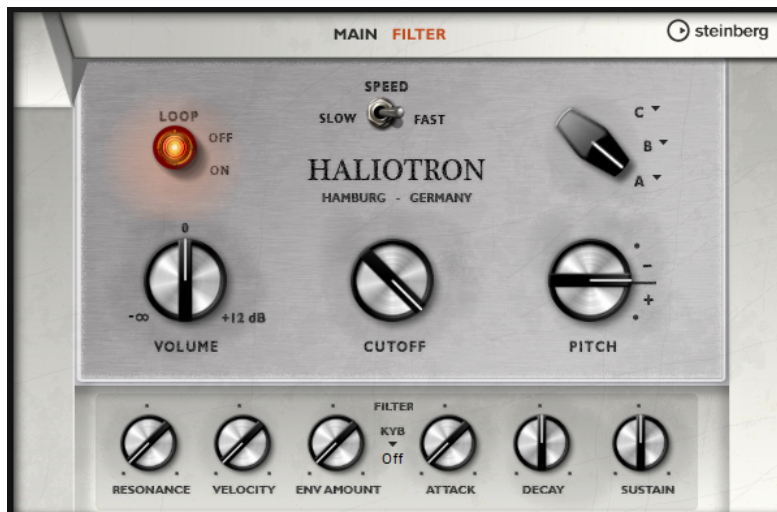 MAIN FILTER
steinberg
SPEED
SLOW FAST
LOOP
OFF
ON
C
B
A
HALIOTRON
HAMBURG - GERMANY
0
-∞ +12 dB
VOLUME
CUTOFF
-
+
PITCH
FILTER
KYB
Off
RESONANCE VELOCITY ENV AMOUNT ATTACK DECAY SUSTAIN